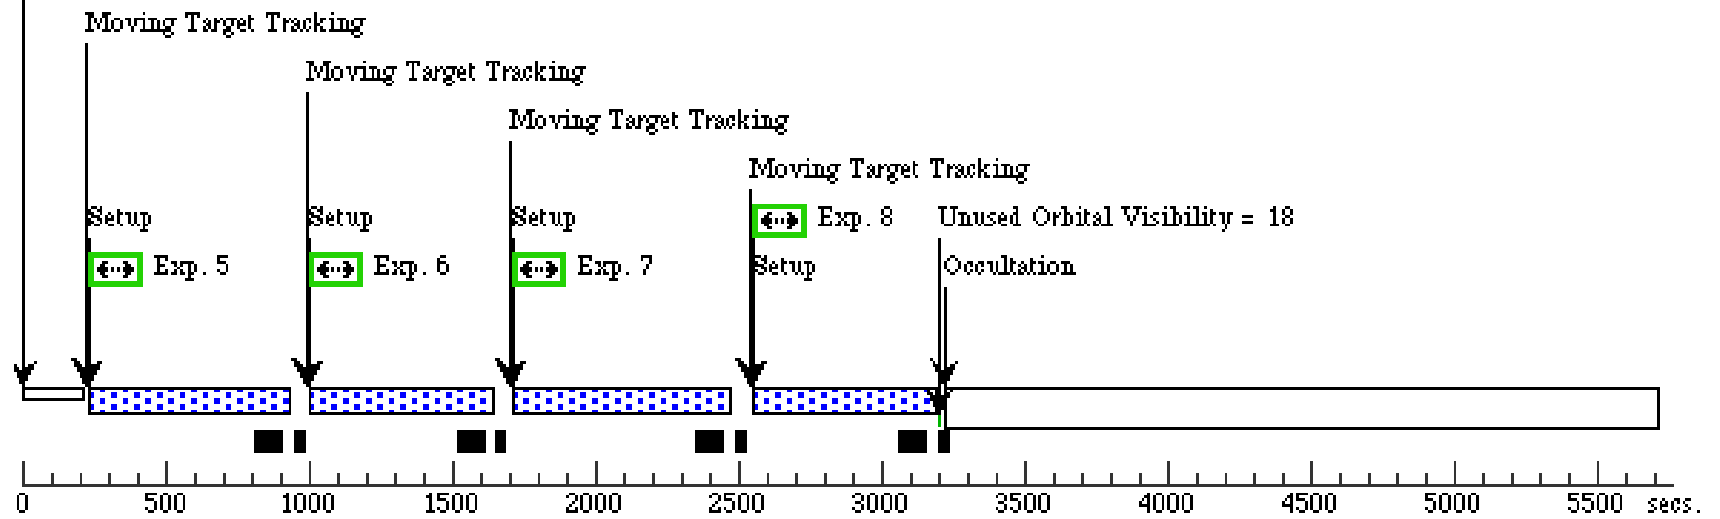 Moving Target Tracking
Moving Target Tracking
Moving Target Tracking
Moving Target Tracking
Setup Setup Setup Exp. 8 Unused Orbital Visibility = 18
Exp. 5 Exp. 6 Exp. 7 Setup Occultation
0 500 1000 1500 2000 2500 3000 3500 4000 4500 5000 5500 secs.